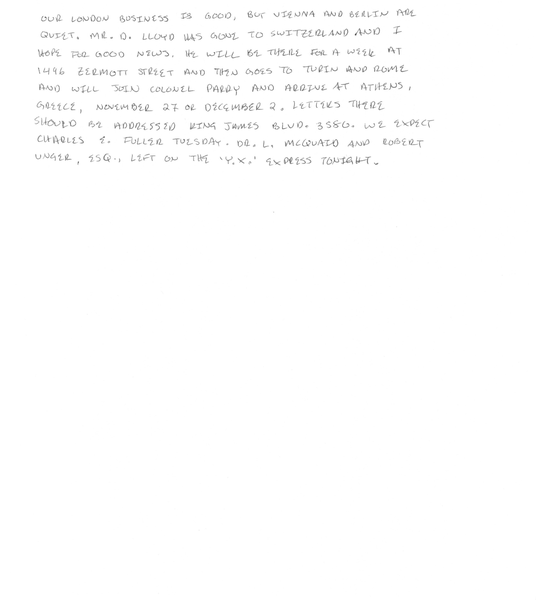 OUR LONDON BUSINESS IS GOOD, BUT VIENNA AND BERLIN ARE
QUIET. MR. D. LLOYD HAS GONE TO SWITZERLAND AND I
HOPE FOR GOOD NEWS. HE WILL BE THERE FOR A WEEK AT
1496 ZERMOTT STREET AND THEN GOES TO TURIN AND ROME
AND WILL JOIN COLONEL PARRY AND ARRIVE AT ATHENS,
GREECE, NOVEMBER 27 OR DECEMBER 2. LETTERS THERE
SHOULD BE ADDRESSED KING JAMES BLVD. 3580. WE EXPECT
CHARLES E. FULLER TUESDAY. DR. L. MCQUAID AND ROBERT
UNGER, ESQ., LEFT ON THE 'Y.X.' EXPRESS TONIGHT.